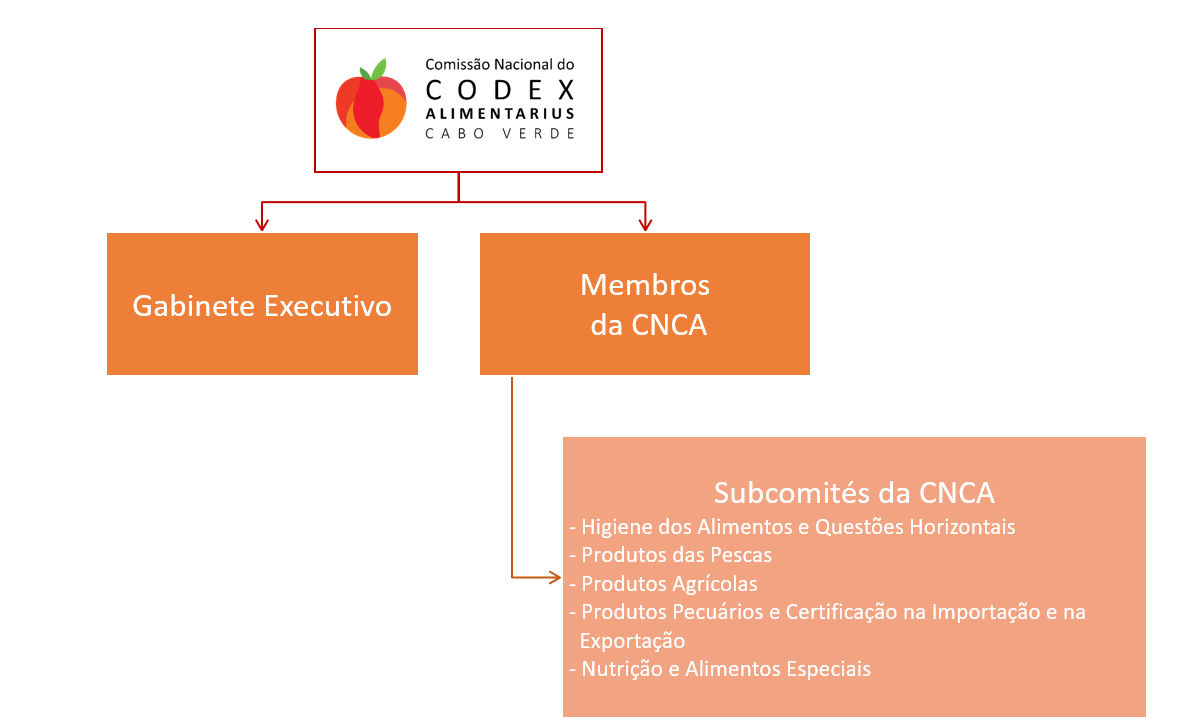 Comissão Nacional do
CODEX
ALIMENTARIUS
CABO VERDE
Gabinete Executivo
Membros
da CNCA
Subcomités da CNCA
- Higiene dos Alimentos e Questões Horizontais
- Produtos das Pescas
- Produtos Agrícolas
- Produtos Pecuários e Certificação na Importação e na
Exportação
- Nutrição e Alimentos Especiais